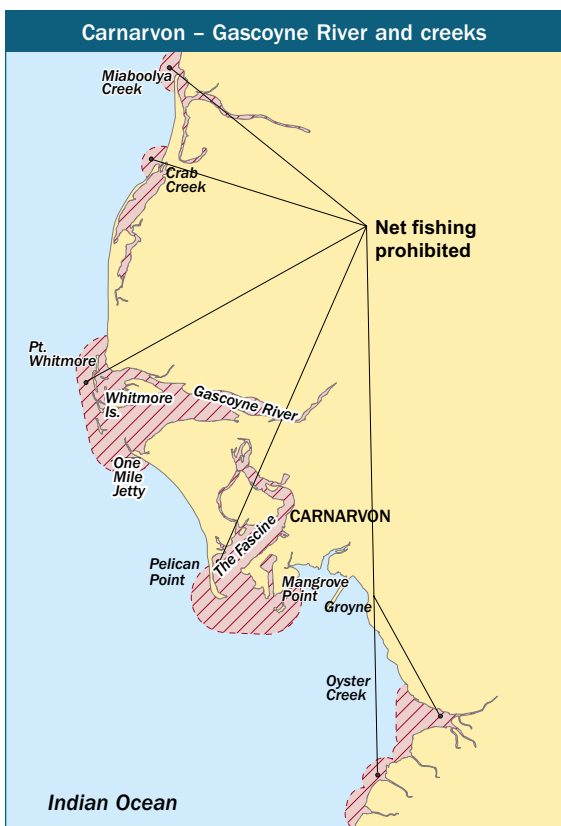 Carnarvon – Gascoyne River and creeks
Miaboolya
Creek
Crab
Creek
Net fishing
prohibited
Pt.
Whitmore
Whitmore
Is.
Gascoyne River
One
Mile
Jetty
CARNARVON
The Fascine
Pelican
Point
Mangrove
Point
Groyne
Oyster
Creek
Indian Ocean